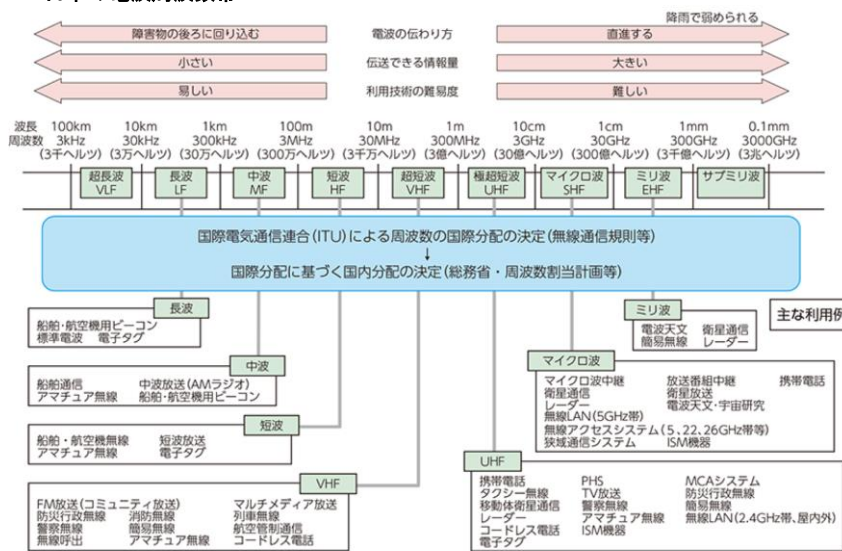 降雨で弱められる
障害物の後ろに回り込む 電波の伝わり方 直進する
小さい 伝送できる情報量 大きい
易しい 利用技術の難易度 難しい
波長 100km 10km 1km 100m 10m 1m 10cm 1cm 1mm 0.1mm
周波数 3kHz 30kHz 300kHz 3MHz 30MHz 300MHz 3GHz 30GHz 300GHz 3000GHz
(3千ヘルツ) (3万ヘルツ) (30万ヘルツ) (300万ヘルツ) (3千万ヘルツ) (3億ヘルツ) (30億ヘルツ) (300億ヘルツ) (3千億ヘルツ) (3兆ヘルツ)
超長波 長波 中波 短波 超短波 極超短波 マイクロ波 ミリ波 サブミリ波
VLF LF MF HF VHF UHF SHF EHF
国際電気通信連合(ITU)による周波数の国際分配の決定(無線通信規則等)
↓
国際分配に基づく国内分配の決定(総務省・周波数割当計画等)
長波
船舶・航空機用ビーコン
標準電波 電子タグ
中波
船舶通信 中波放送(AMラジオ)
アマチュア無線 船舶・航空機用ビーコン
短波
船舶・航空機無線 短波放送
アマチュア無線 電子タグ
VHF
FM放送(コミュニティ放送) マルチメディア放送
防災行政無線 消防無線 列車無線
警察無線 簡易無線 航空管制通信
無線呼出 アマチュア無線 コードレス電話
主な利用例
ミリ波
電波天文 衛星通信
簡易無線 レーダー
マイクロ波
マイクロ波中継 放送番組中継 携帯電話
衛星通信 衛星放送
レーダー 電波天文・宇宙研究
無線LAN(5GHz帯)
無線アクセスシステム(5、22、26GHz帯等)
狭域通信システム ISM機器
UHF
携帯電話 PHS MCAシステム
タクシー無線 TV放送 防災行政無線
移動体衛星通信 警察無線 簡易無線
レーダー アマチュア無線 無線LAN(2.4GHz帯、屋内外)
コードレス電話 ISM機器
電子タグ